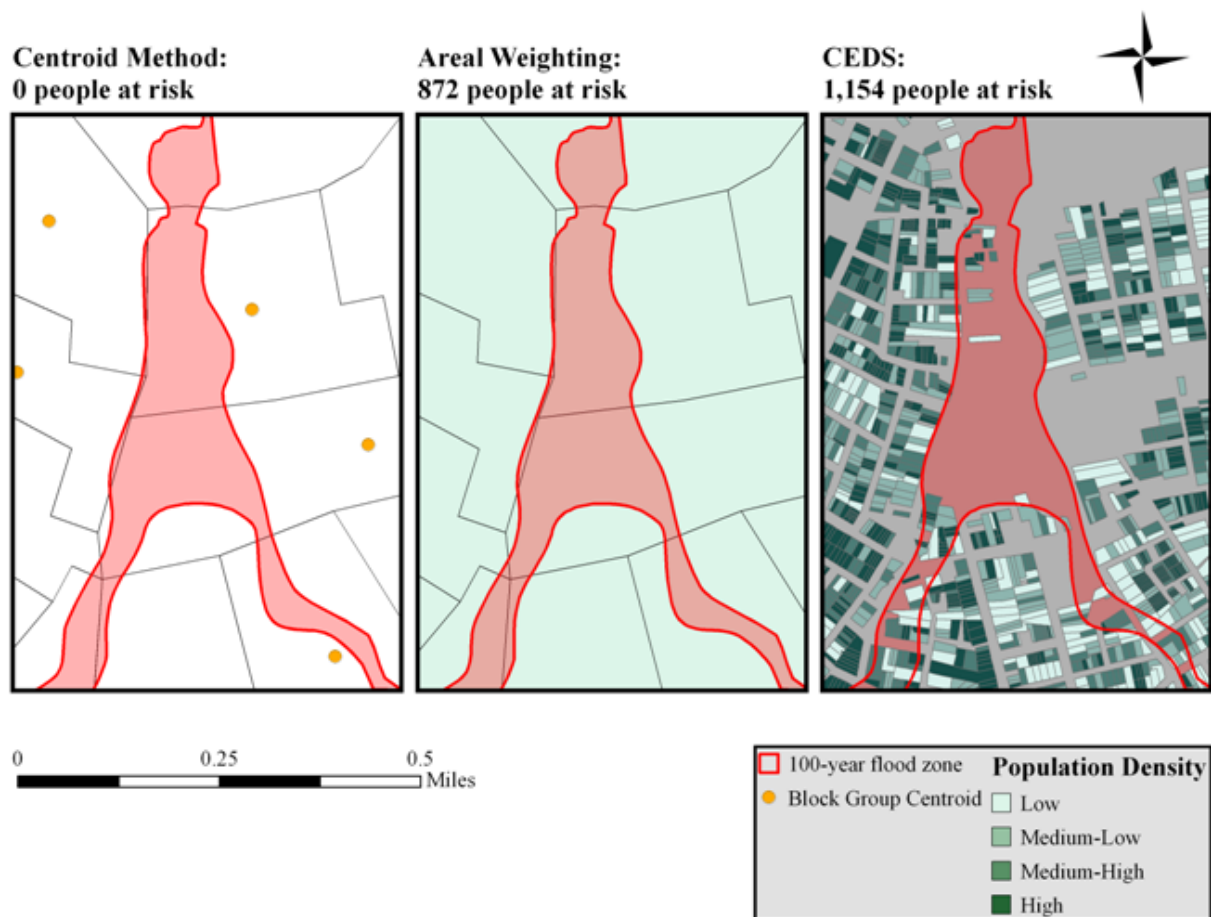 Centroid Method:
0 people at risk
Areal Weighting:
872 people at risk
CEDS:
1,154 people at risk
0
0.25
0.5
Miles
100-year flood zone
Block Group Centroid
Population Density
Low
Medium-Low
Medium-High
High